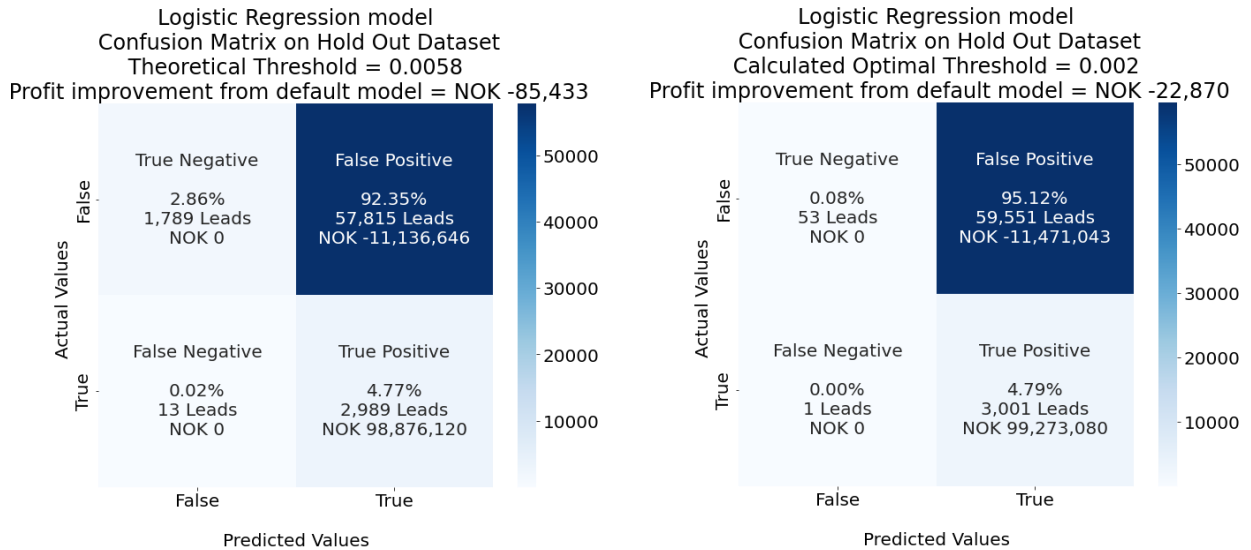 Logistic Regression model
Confusion Matrix on Hold Out Dataset
Theoretical Threshold = 0.0058
Profit improvement from default model = NOK -85,433
Actual Values
False
True
True Negative
2.86%
1,789 Leads
NOK 0
False Positive
92.35%
57,815 Leads
NOK -11,136,646
False Negative
0.02%
13 Leads
NOK 0
True Positive
4.77%
2,989 Leads
NOK 98,876,120
False
True
Predicted Values
50000
40000
30000
20000
10000
Logistic Regression model
Confusion Matrix on Hold Out Dataset
Calculated Optimal Threshold = 0.002
Profit improvement from default model = NOK -22,870
Actual Values
False
True
True Negative
0.08%
53 Leads
NOK 0
False Positive
95.12%
59,551 Leads
NOK -11,471,043
False Negative
0.00%
1 Leads
NOK 0
True Positive
4.79%
3,001 Leads
NOK 99,273,080
False
True
Predicted Values
50000
40000
30000
20000
10000